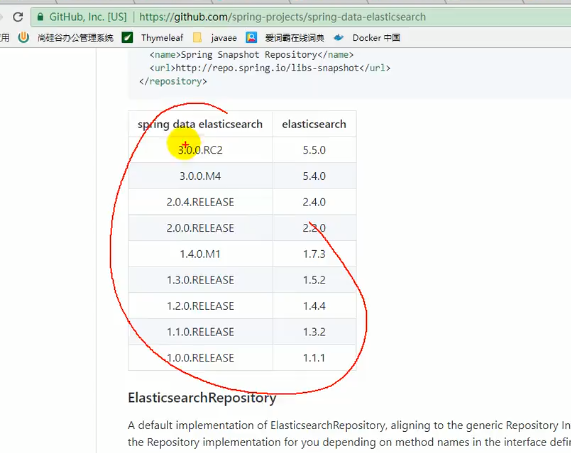 GitHub, Inc. [US] | https://github.com/spring-projects/spring-data-elasticsearch
应用 尚硅谷办公管理系统 Thymeleaf javaee 爱词霸在线词典 Docker 中国
<name>Spring Snapshot Repository</name>
<url>http://repo.spring.io/libs-snapshot</url>
</repository>
spring data elasticsearch elasticsearch
3.0.0.RC2 5.5.0
3.0.0.M4 5.4.0
2.0.4.RELEASE 2.4.0
2.0.0.RELEASE 2.2.0
1.4.0.M1 1.7.3
1.3.0.RELEASE 1.5.2
1.2.0.RELEASE 1.4.4
1.1.0.RELEASE 1.3.2
1.0.0.RELEASE 1.1.1
ElasticsearchRepository
A default implementation of ElasticsearchRepository, aligning to the generic Repository In
the Repository implementation for you depending on method names in the interface defin